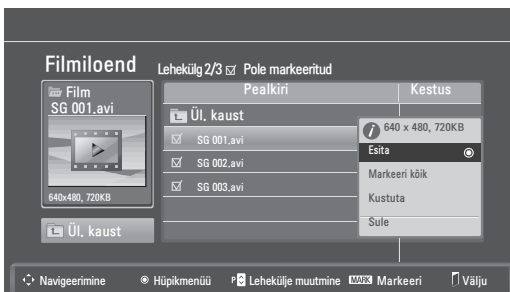 Filmiloend
Lehekülg 2/3 Pole markeeritud
Film
SG 001.avi
640x480, 720KB
Ül. kaust
Pealkiri
Kestus
Ül. kaust
SG 001.avi
SG 002.avi
SG 003.avi
640 x 480, 720KB
Esita
Markeeri kõik
Kustuta
Sule
Navigeerimine Hüpikmenüü P Lehekülje muutmine MARK Markeeri Välju